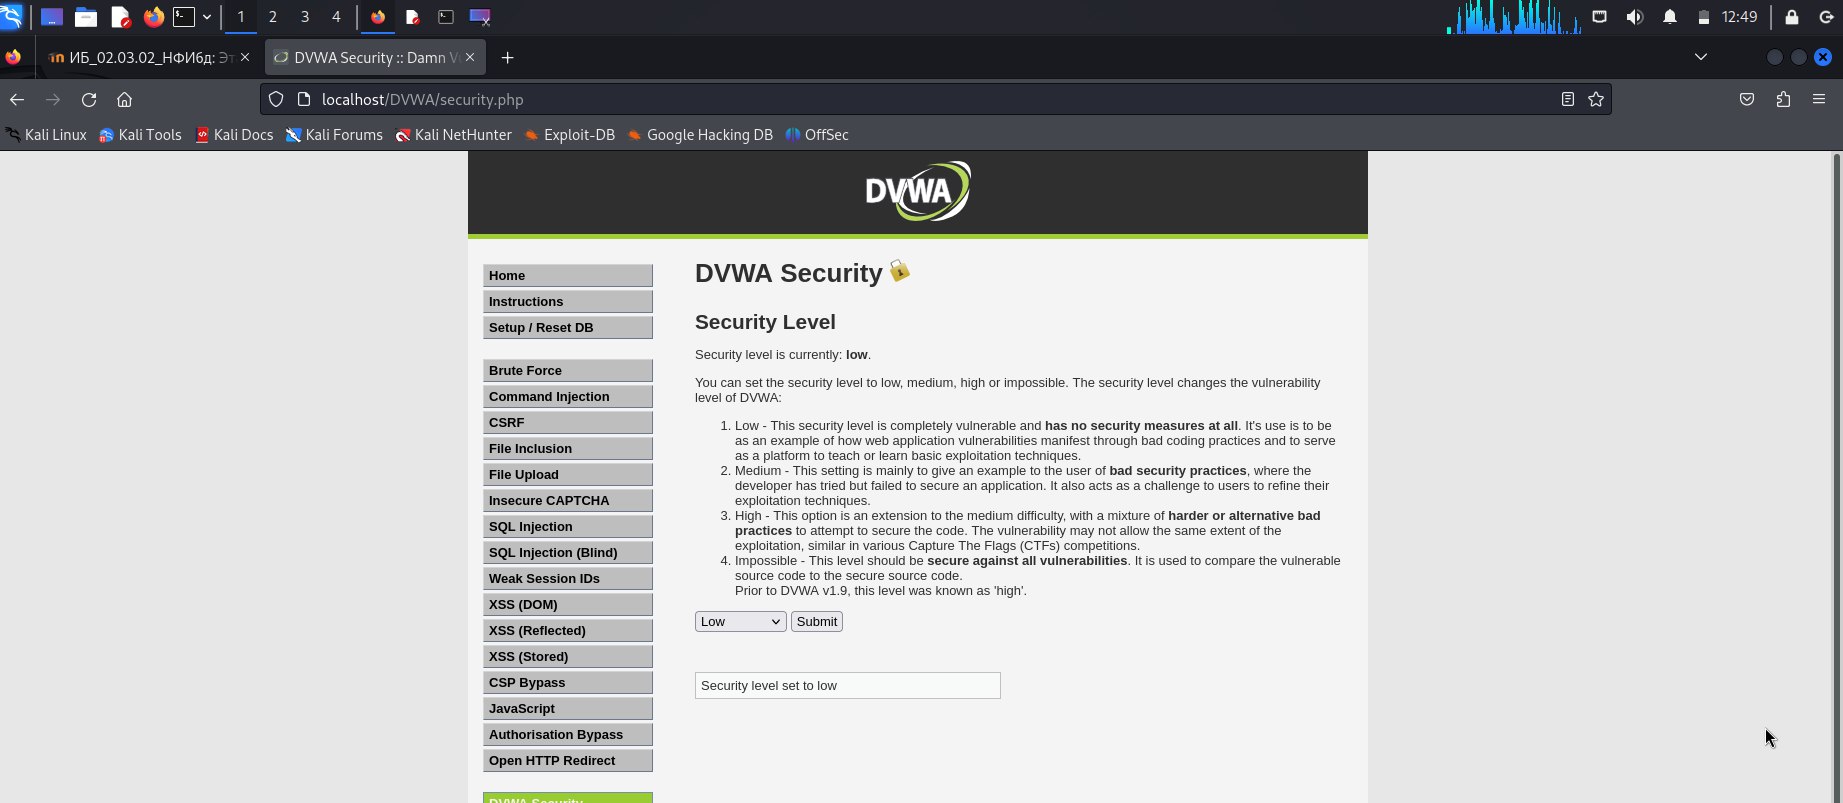 1 2 3 4 12:49
ИБ_02.03.02_НФИбд: Эт
DVWA Security :: Damn Vu
localhost/DVWA/security.php
Kali Linux Kali Tools Kali Docs Kali Forums Kali NetHunter Exploit-DB Google Hacking DB OffSec
DVWA
Home
Instructions
Setup / Reset DB
Brute Force
Command Injection
CSRF
File Inclusion
File Upload
Insecure CAPTCHA
SQL Injection
SQL Injection (Blind)
Weak Session IDs
XSS (DOM)
XSS (Reflected)
XSS (Stored)
CSP Bypass
JavaScript
Authorisation Bypass
Open HTTP Redirect
DVWA Security
DVWA Security
Security Level
Security level is currently: low.
You can set the security level to low, medium, high or impossible. The security level changes the vulnerability
level of DVWA:
1. Low - This security level is completely vulnerable and has no security measures at all. It's use is to be
as an example of how web application vulnerabilities manifest through bad coding practices and to serve
as a platform to teach or learn basic exploitation techniques.
2. Medium - This setting is mainly to give an example to the user of bad security practices, where the
developer has tried but failed to secure an application. It also acts as a challenge to users to refine their
exploitation techniques.
3. High - This option is an extension to the medium difficulty, with a mixture of harder or alternative bad
practices to attempt to secure the code. The vulnerability may not allow the same extent of the
exploitation, similar in various Capture The Flags (CTFs) competitions.
4. Impossible - This level should be secure against all vulnerabilities. It is used to compare the vulnerable
source code to the secure source code.
Prior to DVWA v1.9, this level was known as 'high'.
Low Submit
Security level set to low